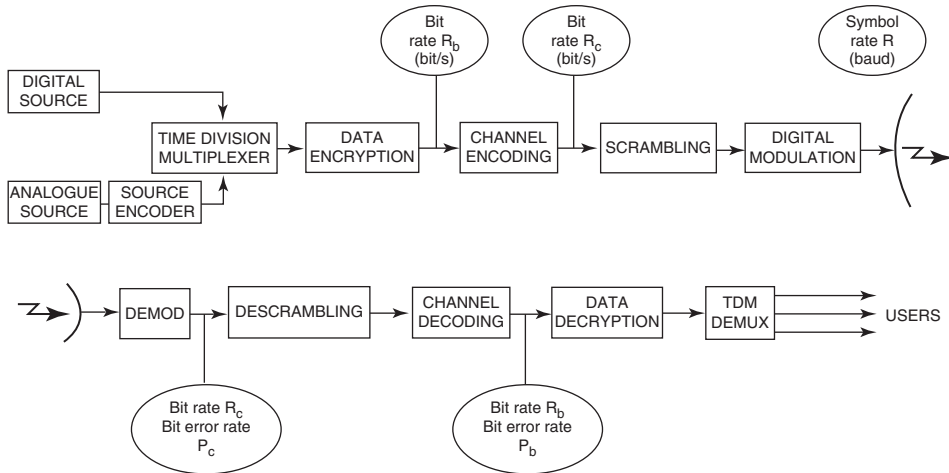 Bit
rate R_b
(bit/s)
Bit
rate R_c
(bit/s)
Symbol
rate R
(baud)
DIGITAL
SOURCE
TIME DIVISION
MULTIPLEXER
DATA
ENCRYPTION
CHANNEL
ENCODING
SCRAMBLING
DIGITAL
MODULATION
ANALOGUE
SOURCE
SOURCE
ENCODER
DEMOD
DESCRAMBLING
CHANNEL
DECODING
DATA
DECRYPTION
TDM
DEMUX
USERS
Bit rate R_c
Bit error rate
P_c
Bit rate R_b
Bit error rate
P_b